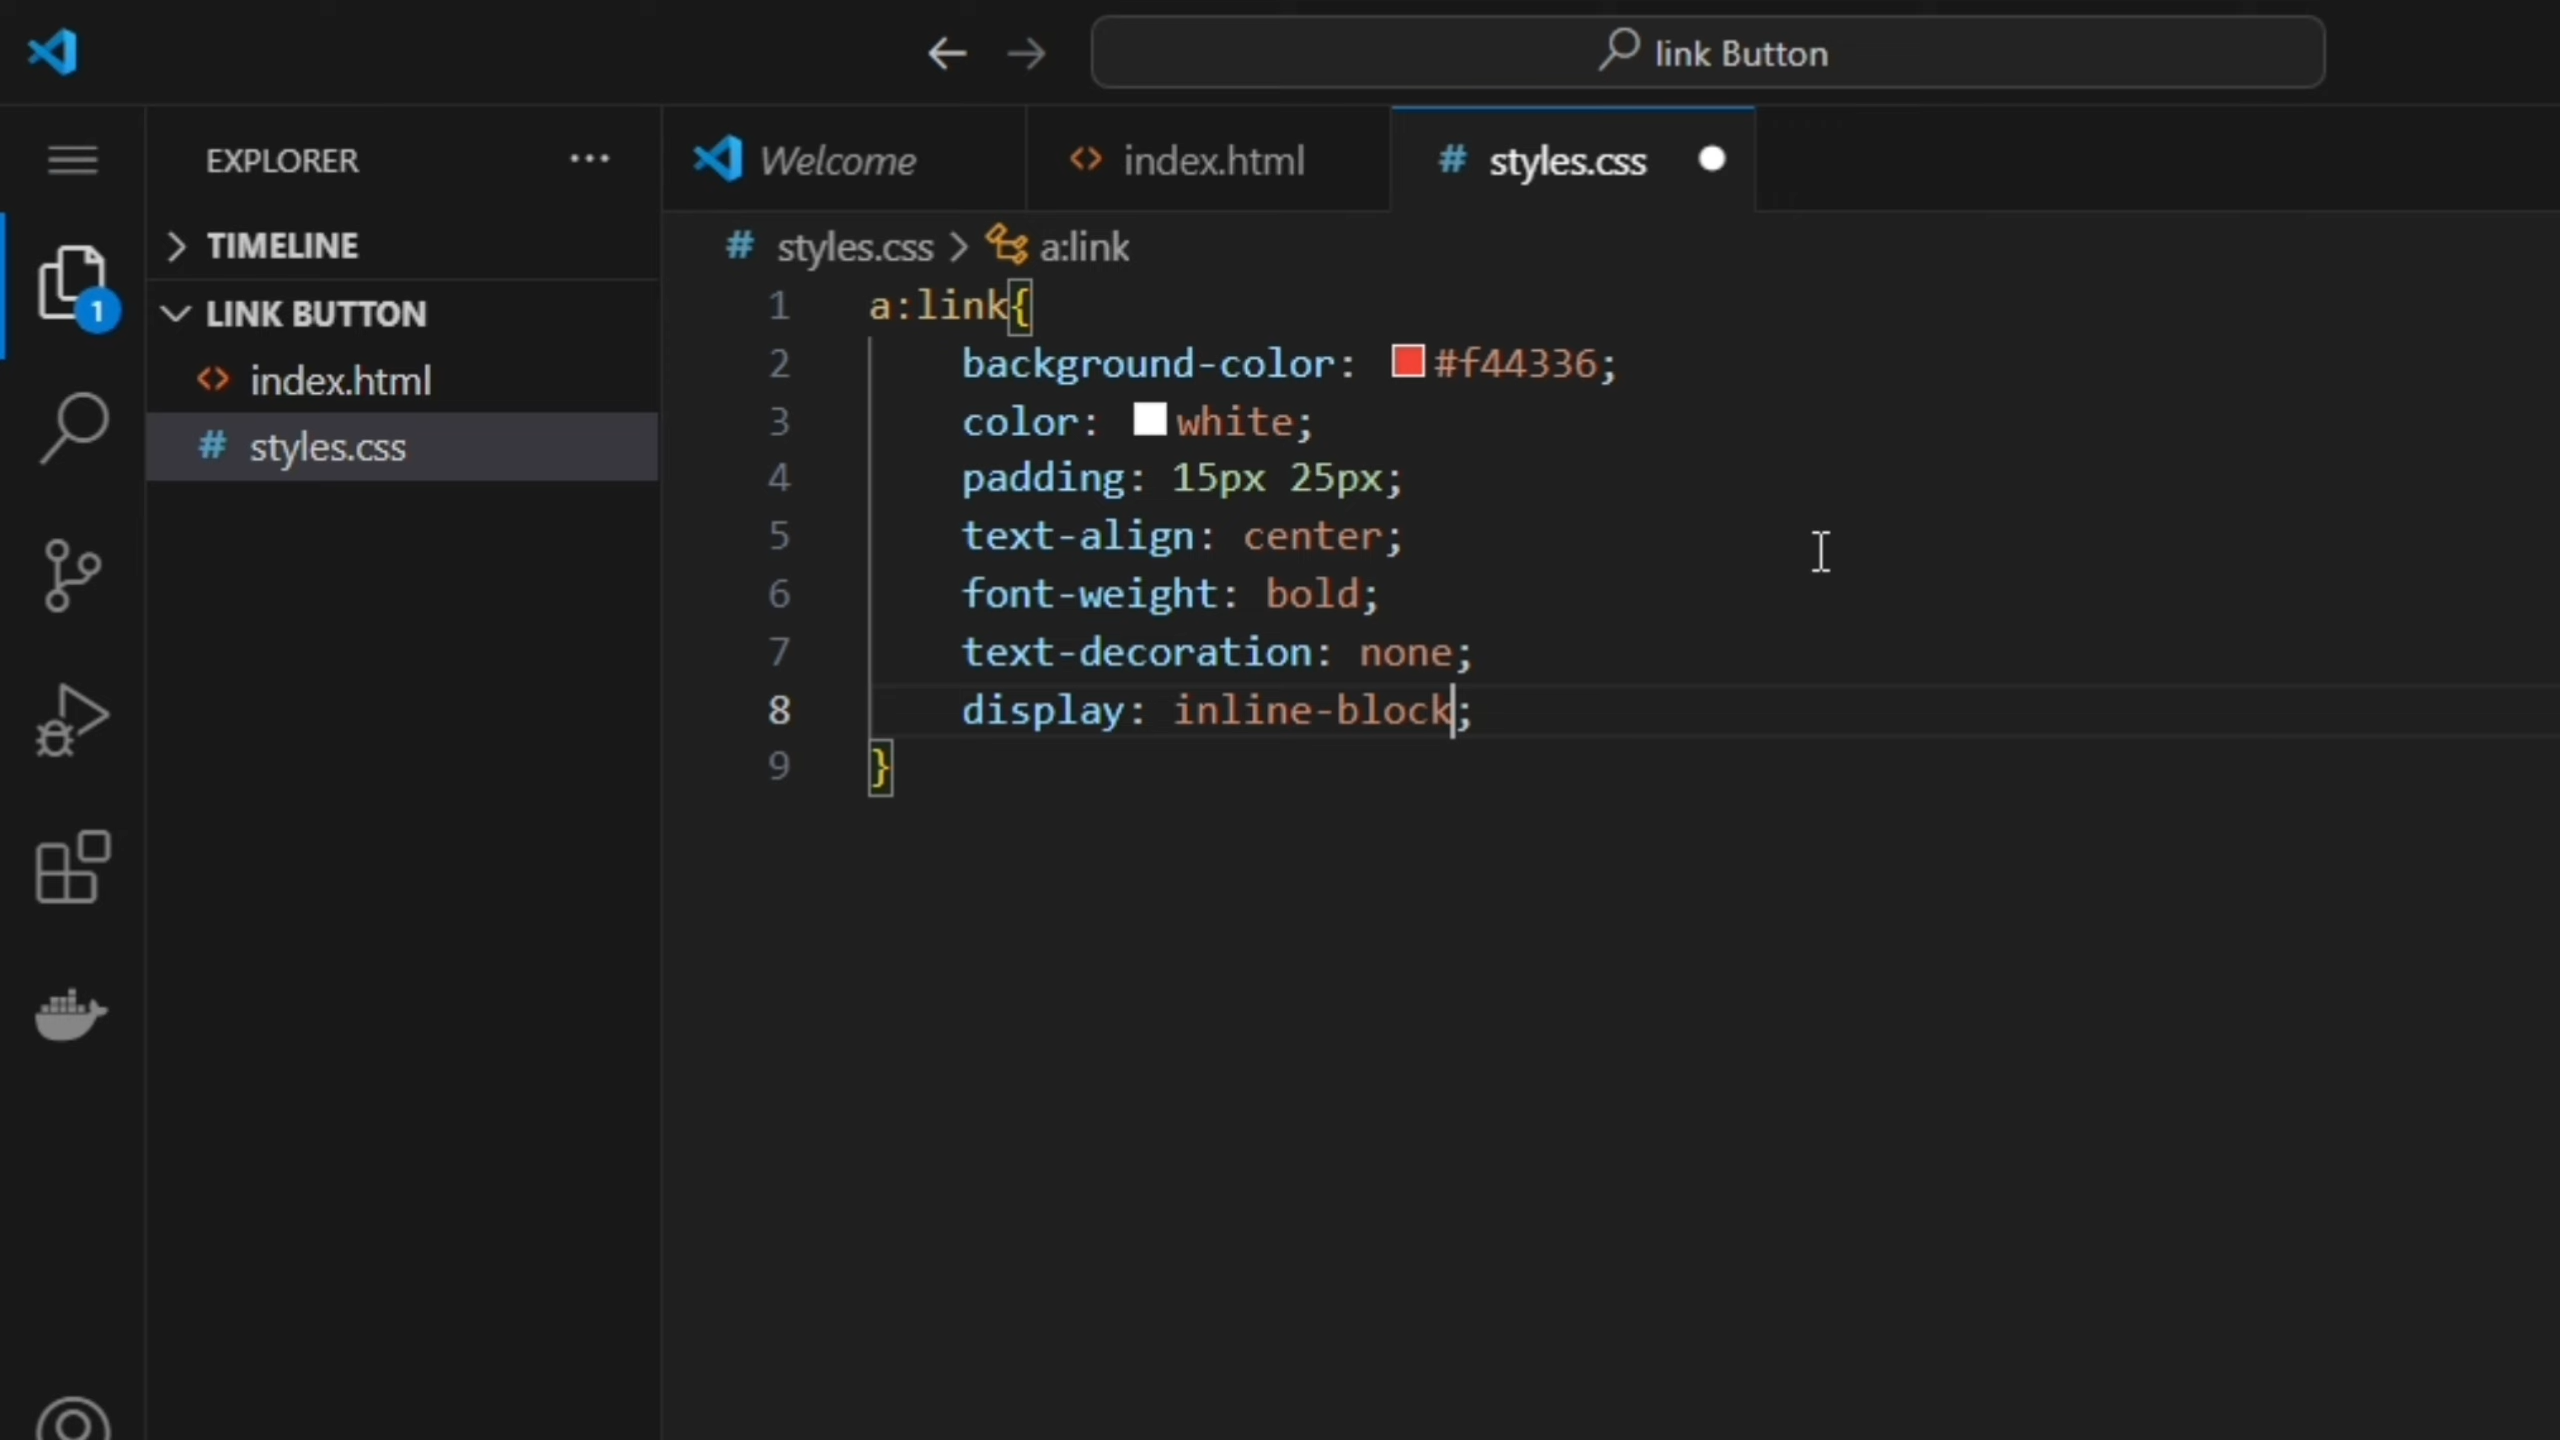 link Button
EXPLORER
Welcome
index.html
styles.css
TIMELINE
styles.css > a:link
1
LINK BUTTON
index.html
styles.css
1 a:link{
2 background-color: #f44336;
3 color: white;
4 padding: 15px 25px;
5 text-align: center;
6 font-weight: bold;
7 text-decoration: none;
8 display: inline-block;
9 }